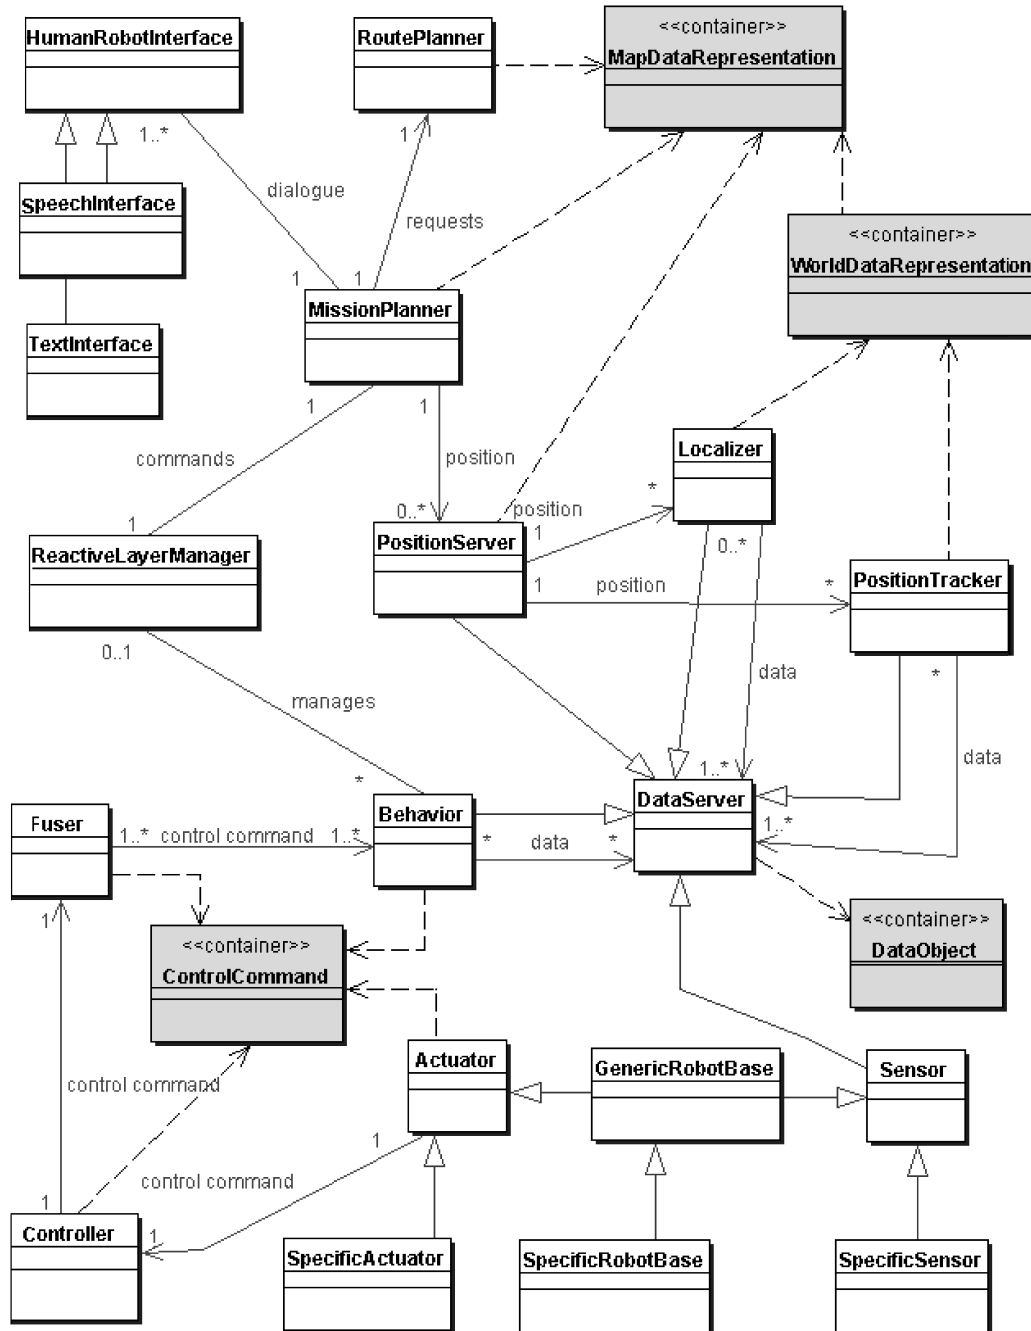 HumanRobotInterface
RoutePlanner
<<container>>
MapDataRepresentation
1..*
1
SpeechInterface
dialogue
requests
<<container>>
WorldDataRepresentation
1
1
MissionPlanner
TextInterface
1
1
commands
position
Localizer
*
0..*
position
1
1
0..*
ReactiveLayerManager
PositionServer
PositionTracker
1
position
*
0..1
data
*
manages
data
*
1..*
DataServer
Fuser
Behavior
1..*
control command
1..*
*
data
*
1..*
1
<<container>>
ControlCommand
<<container>>
DataObject
Actuator
GenericRobotBase
Sensor
control command
1
control command
1
Controller
1
SpecificActuator
SpecificRobotBase
SpecificSensor